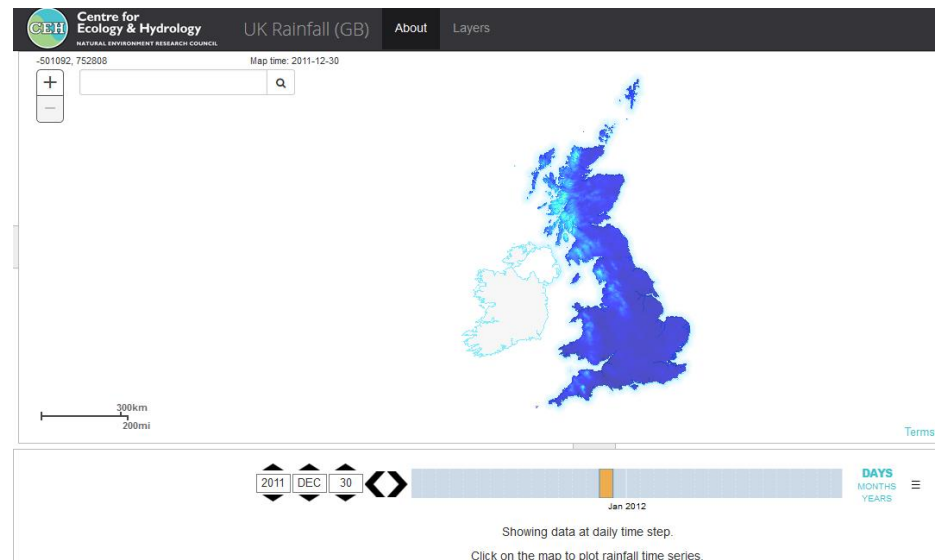 Centre for
Ecology & Hydrology
NATURAL ENVIRONMENT RESEARCH COUNCIL
CEH
UK Rainfall (GB)
About
Layers
-501092, 752808
Map time: 2011-12-30
+
−
300km
200mi
Terms
2011 DEC 30
Jan 2012
DAYS
MONTHS
YEARS
Showing data at daily time step.
Click on the map to plot rainfall time series.